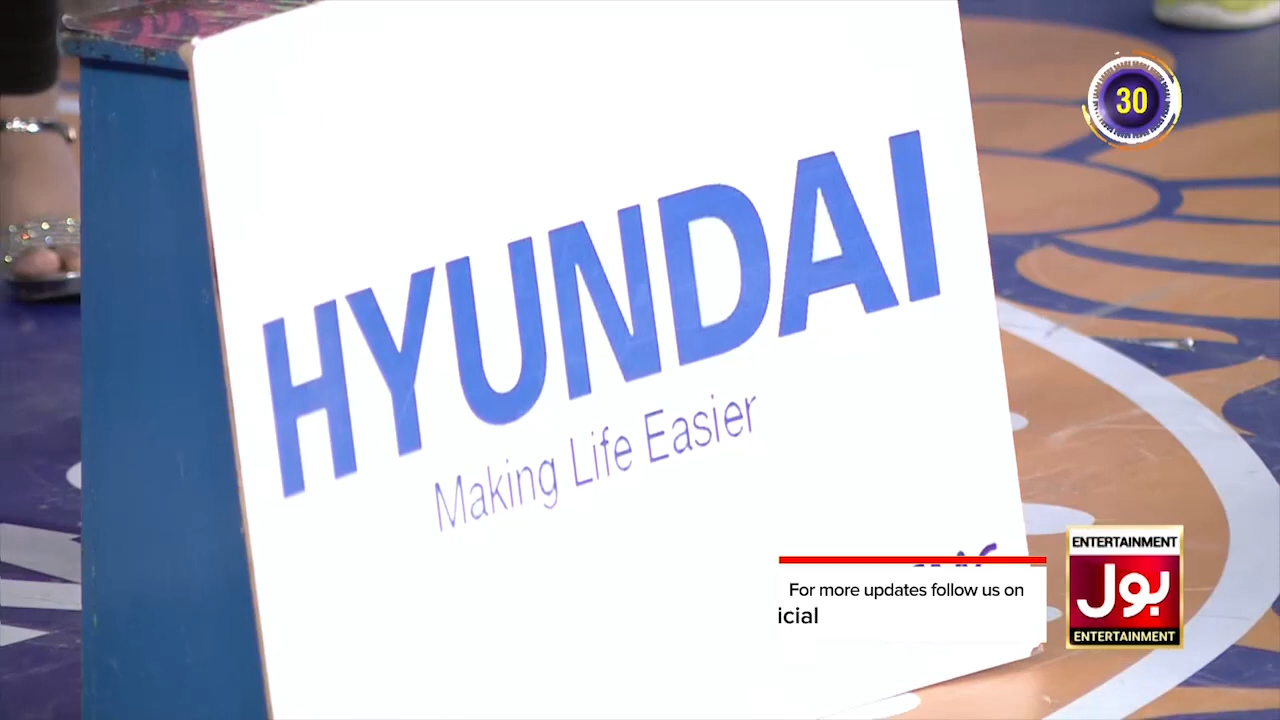 30
HYUNDAI
Making Life Easier
For more updates follow us on
icial
ENTERTAINMENT
بول
ENTERTAINMENT